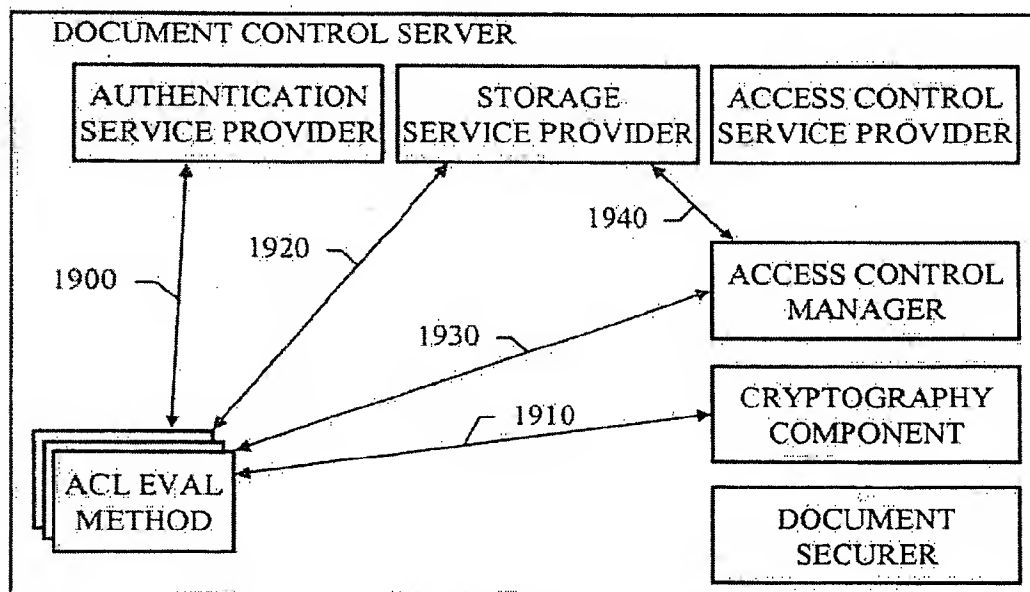 DOCUMENT CONTROL SERVER
AUTHENTICATION
SERVICE PROVIDER
STORAGE
SERVICE PROVIDER
ACCESS CONTROL
SERVICE PROVIDER
1900
1920
1940
ACCESS CONTROL
MANAGER
1930
1910
CRYPTOGRAPHY
COMPONENT
ACL EVAL
METHOD
DOCUMENT
SECURER